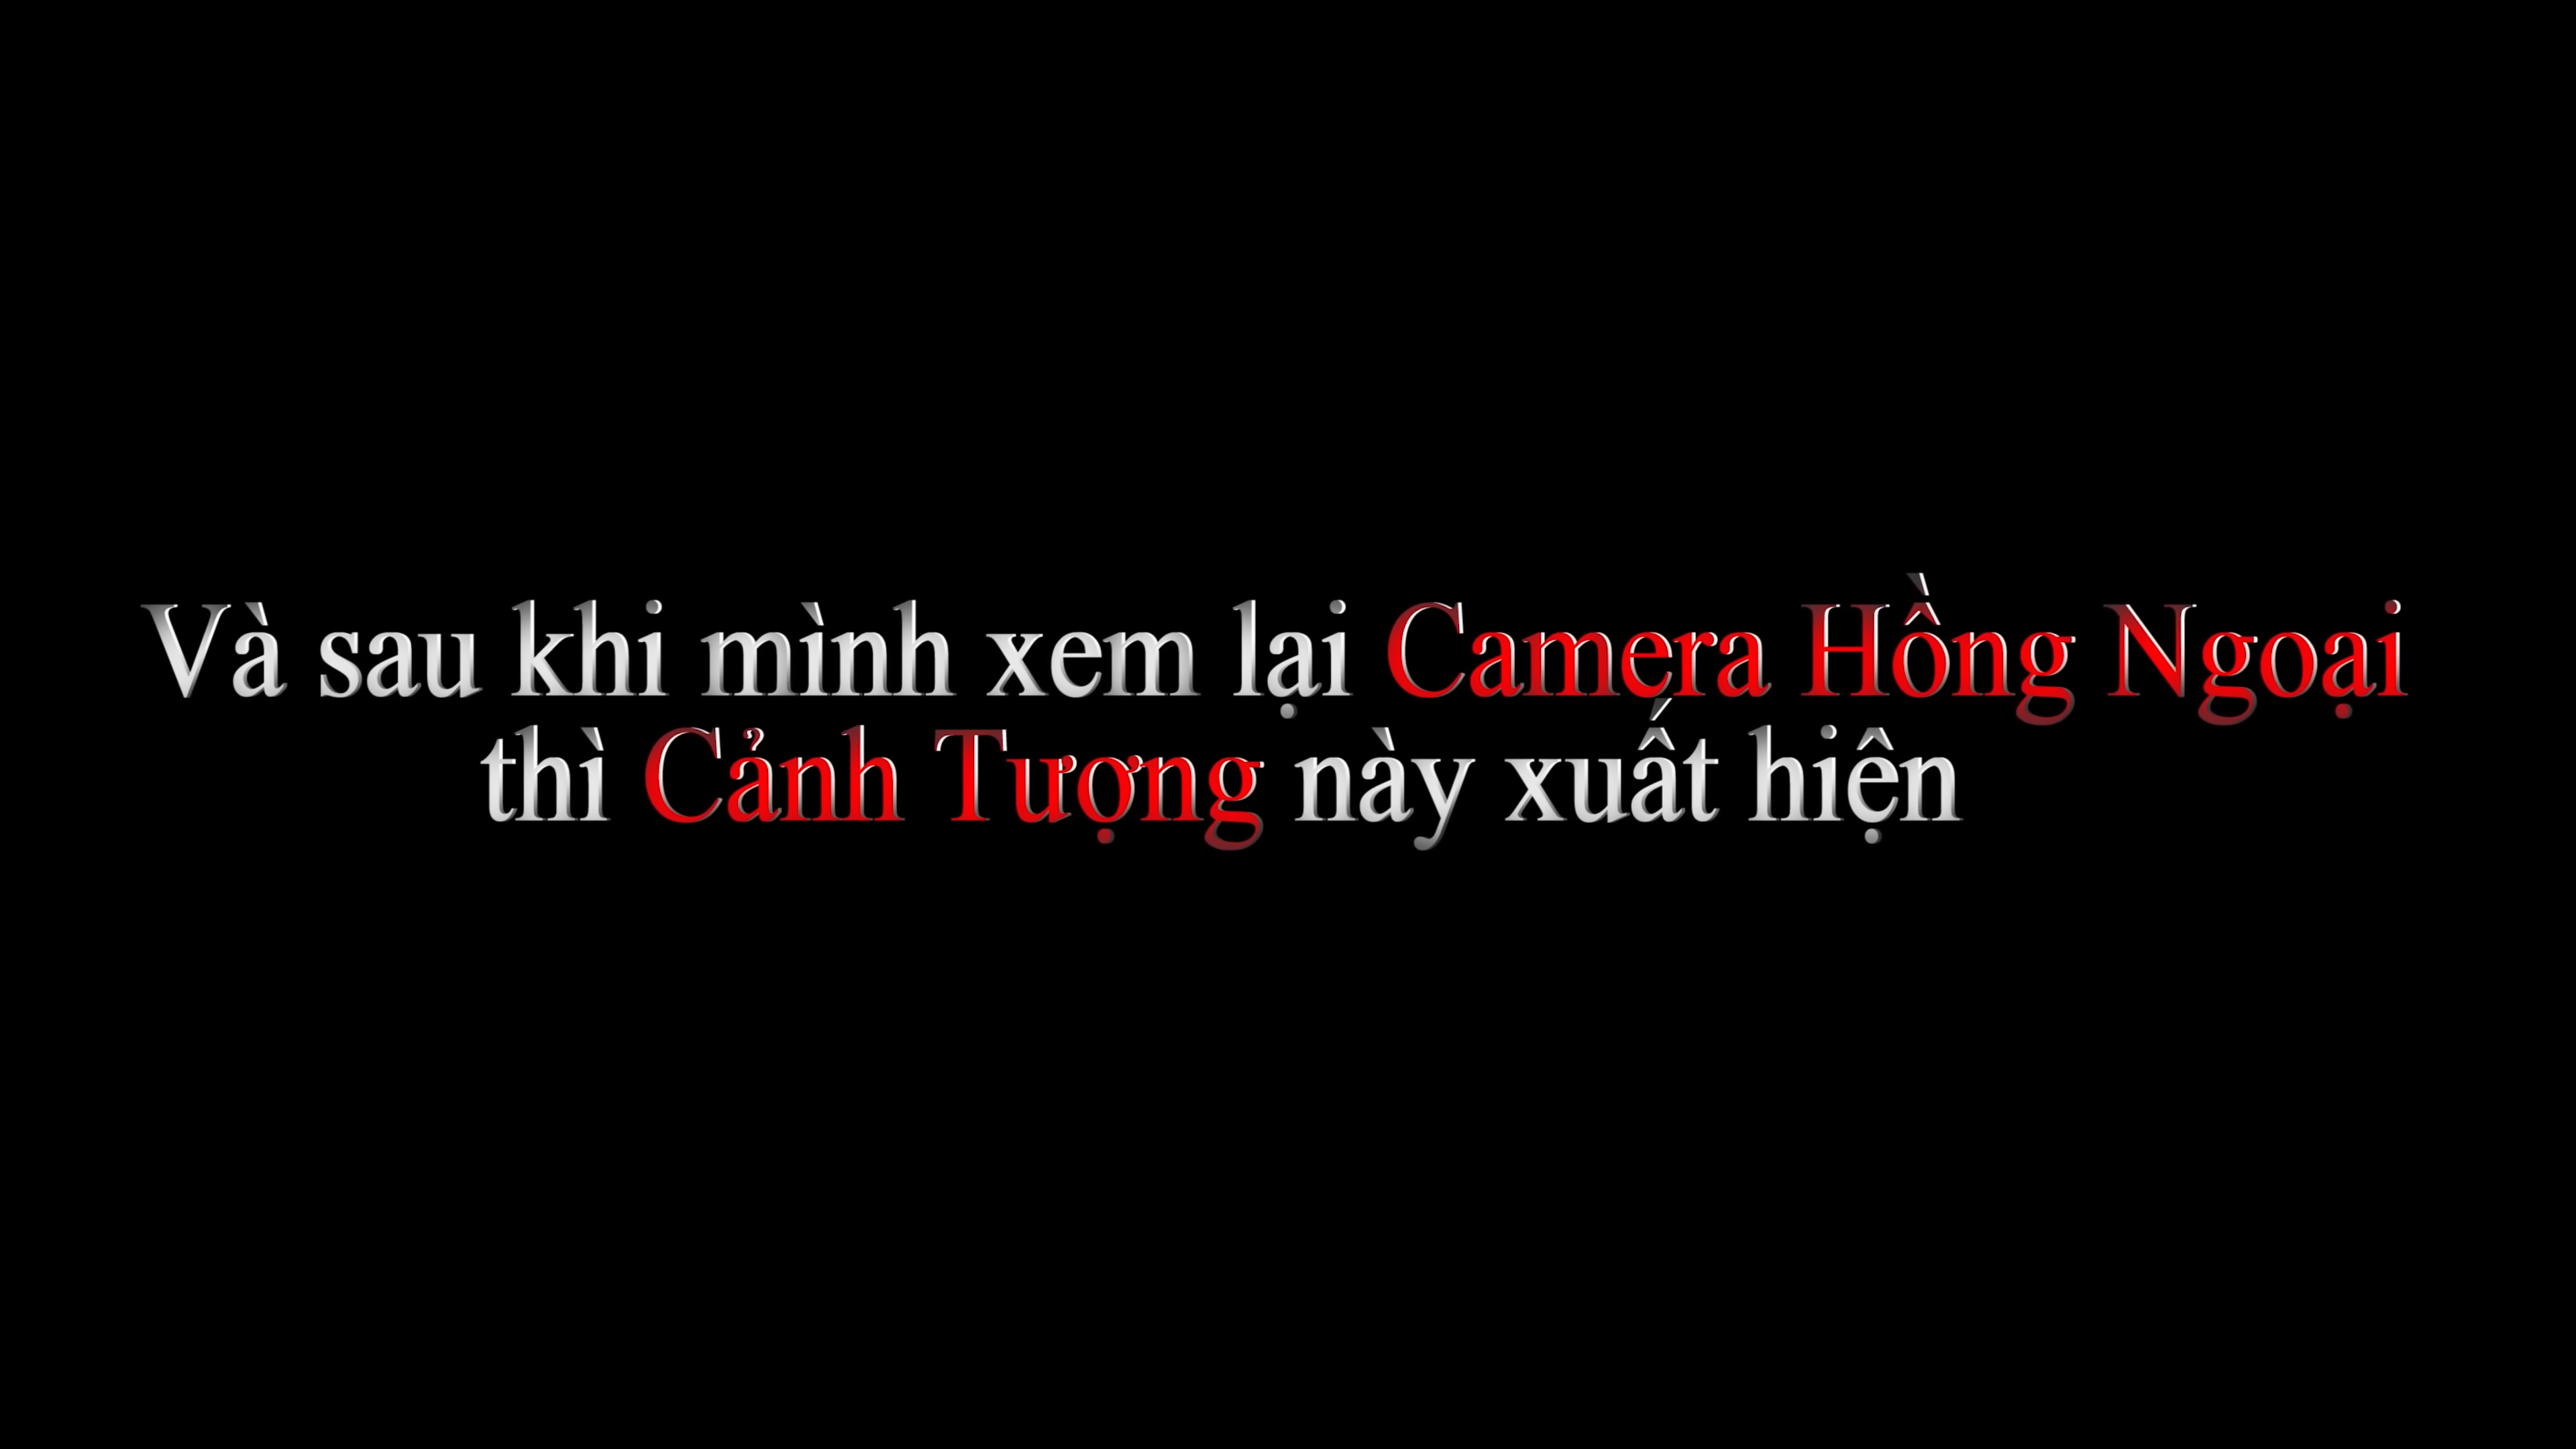 Và sau khi mình xem lại Camera Hồng Ngoại
thì Cảnh Tượng này xuất hiện